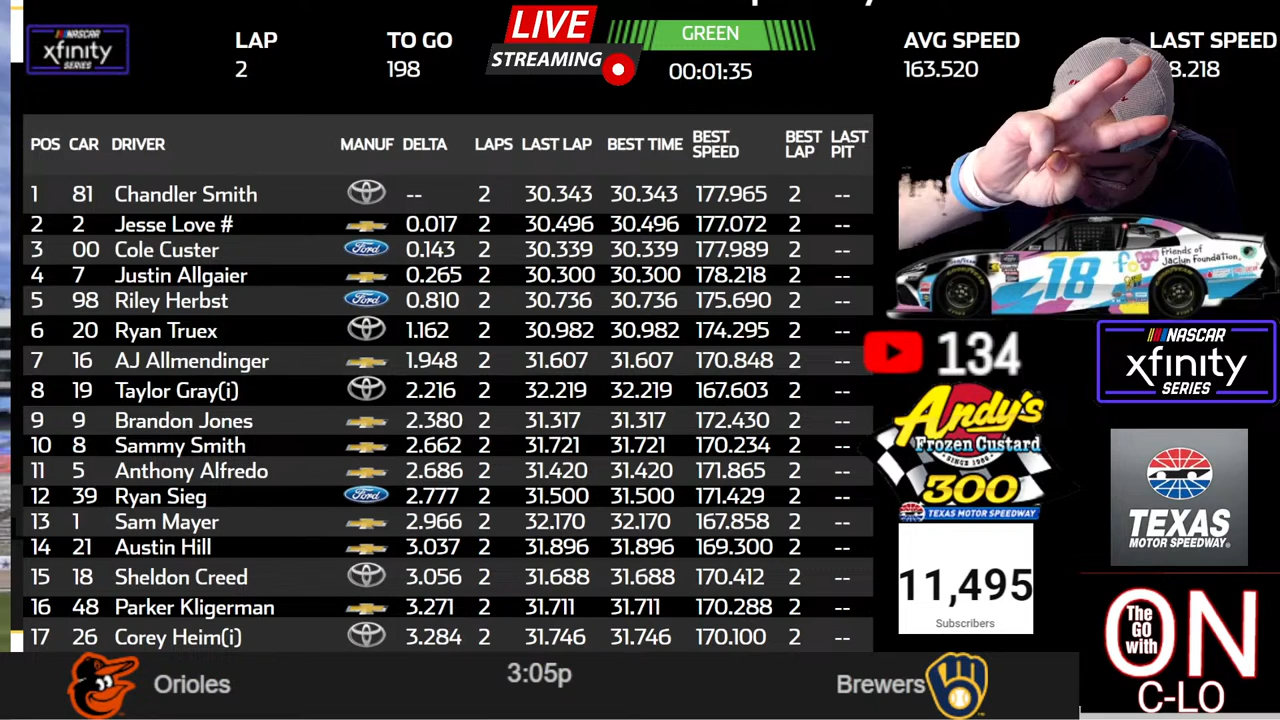 NASCAR
xfinity
SERIES
LAP
2
TO GO
198
LIVE
STREAMING
GREEN
00:01:35
AVG SPEED
163.520
LAST SPEED
8.218
POS CAR DRIVER MANUF DELTA LAPS LAST LAP BEST TIME BEST SPEED BEST LAP LAST PIT
1 81 Chandler Smith -- 2 30.343 30.343 177.965 2 --
2 2 Jesse Love # 0.017 2 30.496 30.496 177.072 2 --
3 00 Cole Custer Ford 0.143 2 30.339 30.339 177.989 2 --
4 7 Justin Allgaier 0.265 2 30.300 30.300 178.218 2 --
5 98 Riley Herbst Ford 0.810 2 30.736 30.736 175.690 2 --
6 20 Ryan Truex 1.162 2 30.982 30.982 174.295 2 --
7 16 AJ Allmendinger 1.948 2 31.607 31.607 170.848 2 --
8 19 Taylor Gray(i) 2.216 2 32.219 32.219 167.603 2 --
9 9 Brandon Jones 2.380 2 31.317 31.317 172.430 2 --
10 8 Sammy Smith 2.662 2 31.721 31.721 170.234 2 --
11 5 Anthony Alfredo 2.686 2 31.420 31.420 171.865 2 --
12 39 Ryan Sieg Ford 2.777 2 31.500 31.500 171.429 2 --
13 1 Sam Mayer 2.966 2 32.170 32.170 167.858 2 --
14 21 Austin Hill 3.037 2 31.896 31.896 169.300 2 --
15 18 Sheldon Creed 3.056 2 31.688 31.688 170.412 2 --
16 48 Parker Kligerman 3.271 2 31.711 31.711 170.288 2 --
17 26 Corey Heim(i) 3.284 2 31.746 31.746 170.100 2 --
18
Friends of
Jaclyn Foundation
134
NASCAR
xfinity
SERIES
Andy's
Frozen Custard
SINCE 1986
300
TEXAS MOTOR SPEEDWAY
TEXAS
MOTOR SPEEDWAY
11,495
Subscribers
The
GO
with
ON
C-LO
Orioles
3:05p
Brewers